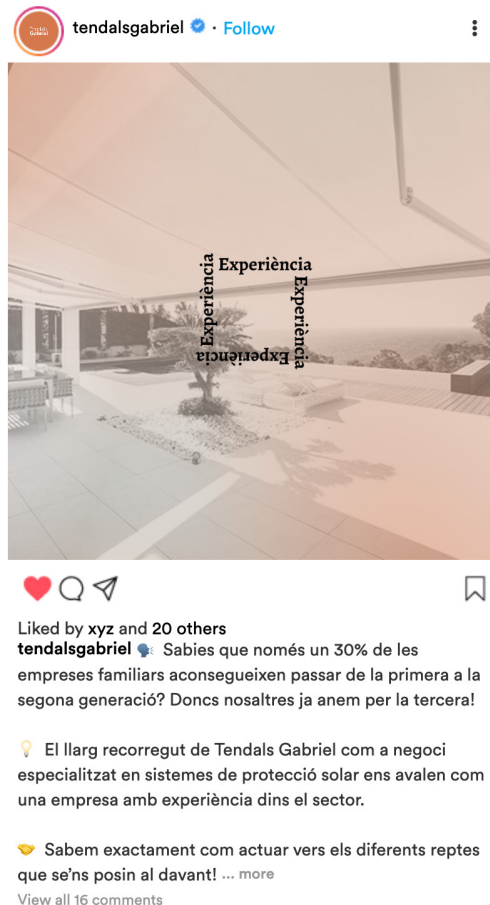 Tendals
Gabriel
tendalsgabriel · Follow
Experiència
Experiència
Experiència
Experiència
Liked by xyz and 20 others
tendalsgabriel Sabies que només un 30% de les
empreses familiars aconsegueixen passar de la primera a la
segona generació? Doncs nosaltres ja anem per la tercera!
El llarg recorregut de Tendals Gabriel com a negoci
especialitzat en sistemes de protecció solar ens avalen com
una empresa amb experiència dins el sector.
Sabem exactament com actuar vers els diferents reptes
que se'ns posin al davant! ... more
View all 16 comments